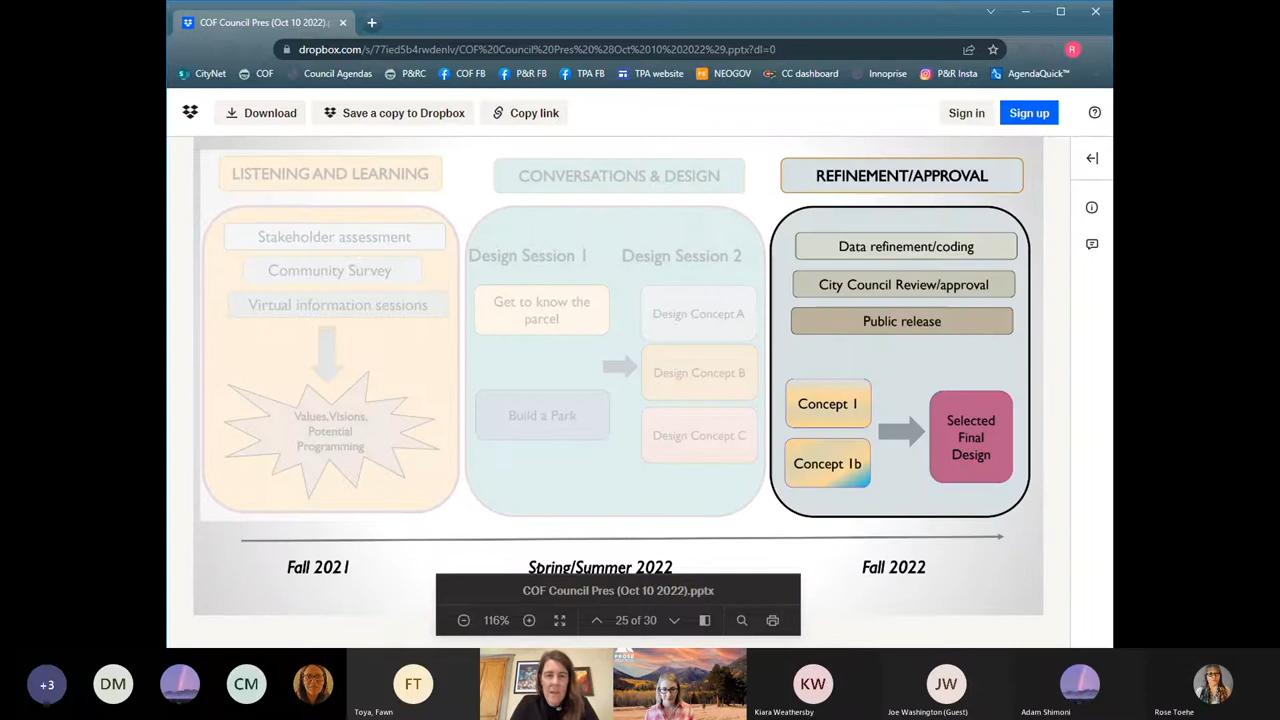 COF Council Pres (Oct 10 2022).p
dropbox.com/s/77ied5b4rwdenlv/COF%20Council%20Pres%20%28Oct%2010%202022%29.pptx?dl=0
R
CityNet
COF
Council Agendas
P&RC
COF FB
P&R FB
TPA FB
TPA website
NEOGOV
CC dashboard
Innoprise
P&R Insta
AgendaQuick™
Download
Save a copy to Dropbox
Copy link
Sign in
Sign up
LISTENING AND LEARNING
Stakeholder assessment
Community Survey
Virtual information sessions
Values, Visions,
Potential
Programming
CONVERSATIONS & DESIGN
Design Session 1
Design Session 2
Get to know the
parcel
Build a Park
Design Concept A
Design Concept B
Design Concept C
REFINEMENT/APPROVAL
Data refinement/coding
City Council Review/approval
Public release
Concept 1
Concept 1b
Selected
Final
Design
Fall 2021
Spring/Summer 2022
Fall 2022
COF Council Pres (Oct 10 2022).pptx
116%
25 of 30
+3
DM
CM
FT
Toya, Fawn
KW
Kiara Weathersby
JW
Joe Washington (Guest)
Adam Shimoni
Rose Toehe